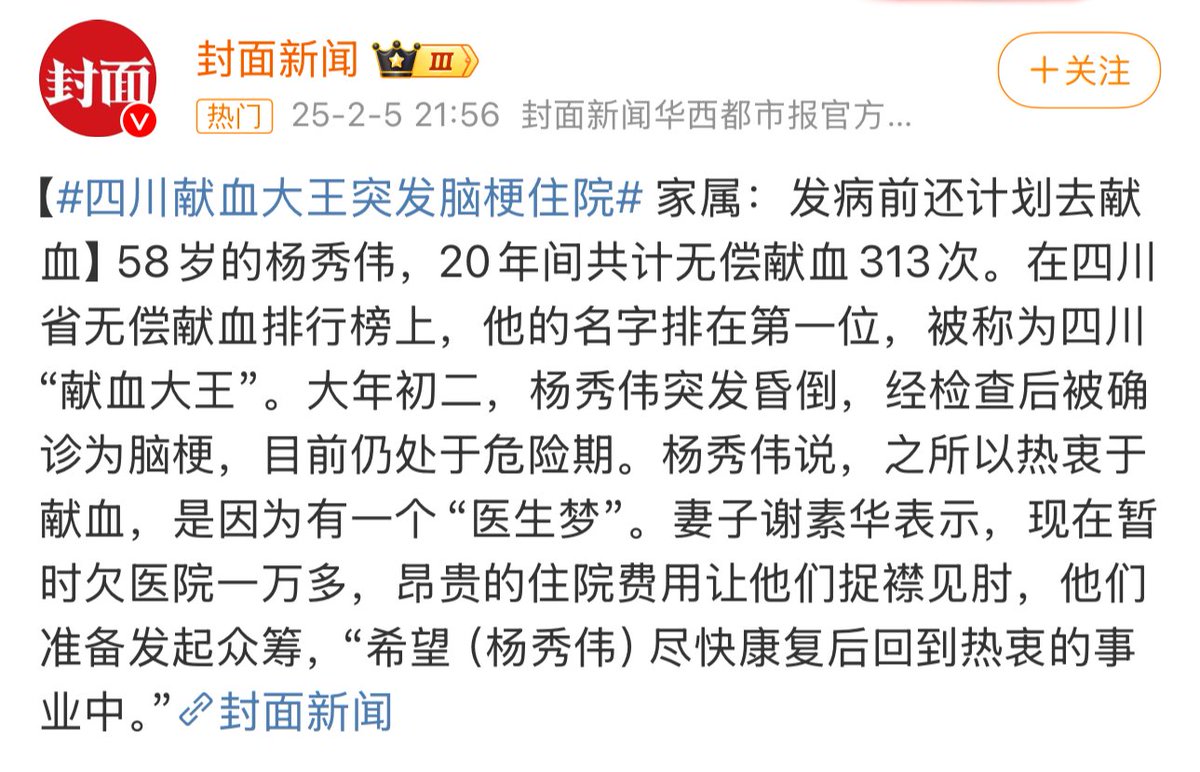 封面
封面新闻
III
+关注
热门 25-2-5 21:56 封面新闻华西都市报官方...
【#四川献血大王突发脑梗住院# 家属：发病前还计划去献
血】58岁的杨秀伟，20年间共计无偿献血313次。在四川
省无偿献血排行榜上，他的名字排在第一位，被称为四川
“献血大王”。大年初二，杨秀伟突发昏倒，经检查后被确
诊为脑梗，目前仍处于危险期。杨秀伟说，之所以热衷于
献血，是因为有一个“医生梦”。妻子谢素华表示，现在暂
时欠医院一万多，昂贵的住院费用让他们捉襟见肘，他们
准备发起众筹，“希望（杨秀伟）尽快康复后回到热衷的事
业中。”封面新闻